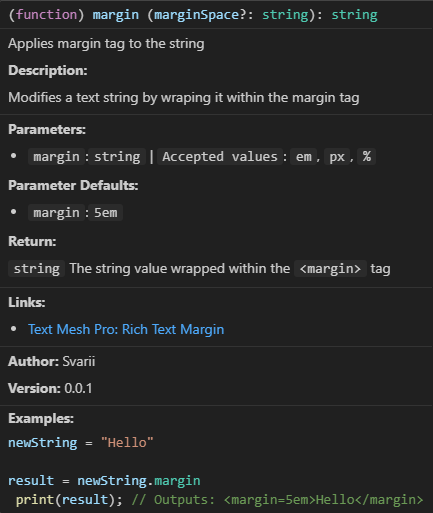 (function) margin (marginSpace?: string): string
Applies margin tag to the string
Description:
Modifies a text string by wraping it within the margin tag
Parameters:
• margin : string | Accepted values : em , px , %
Parameter Defaults:
• margin : 5em
Return:
string The string value wrapped within the <margin> tag
Links:
• Text Mesh Pro: Rich Text Margin
Author: Svarii
Version: 0.0.1
Examples:
newString = "Hello"
result = newString.margin
print(result); // Outputs: <margin=5em>Hello</margin>